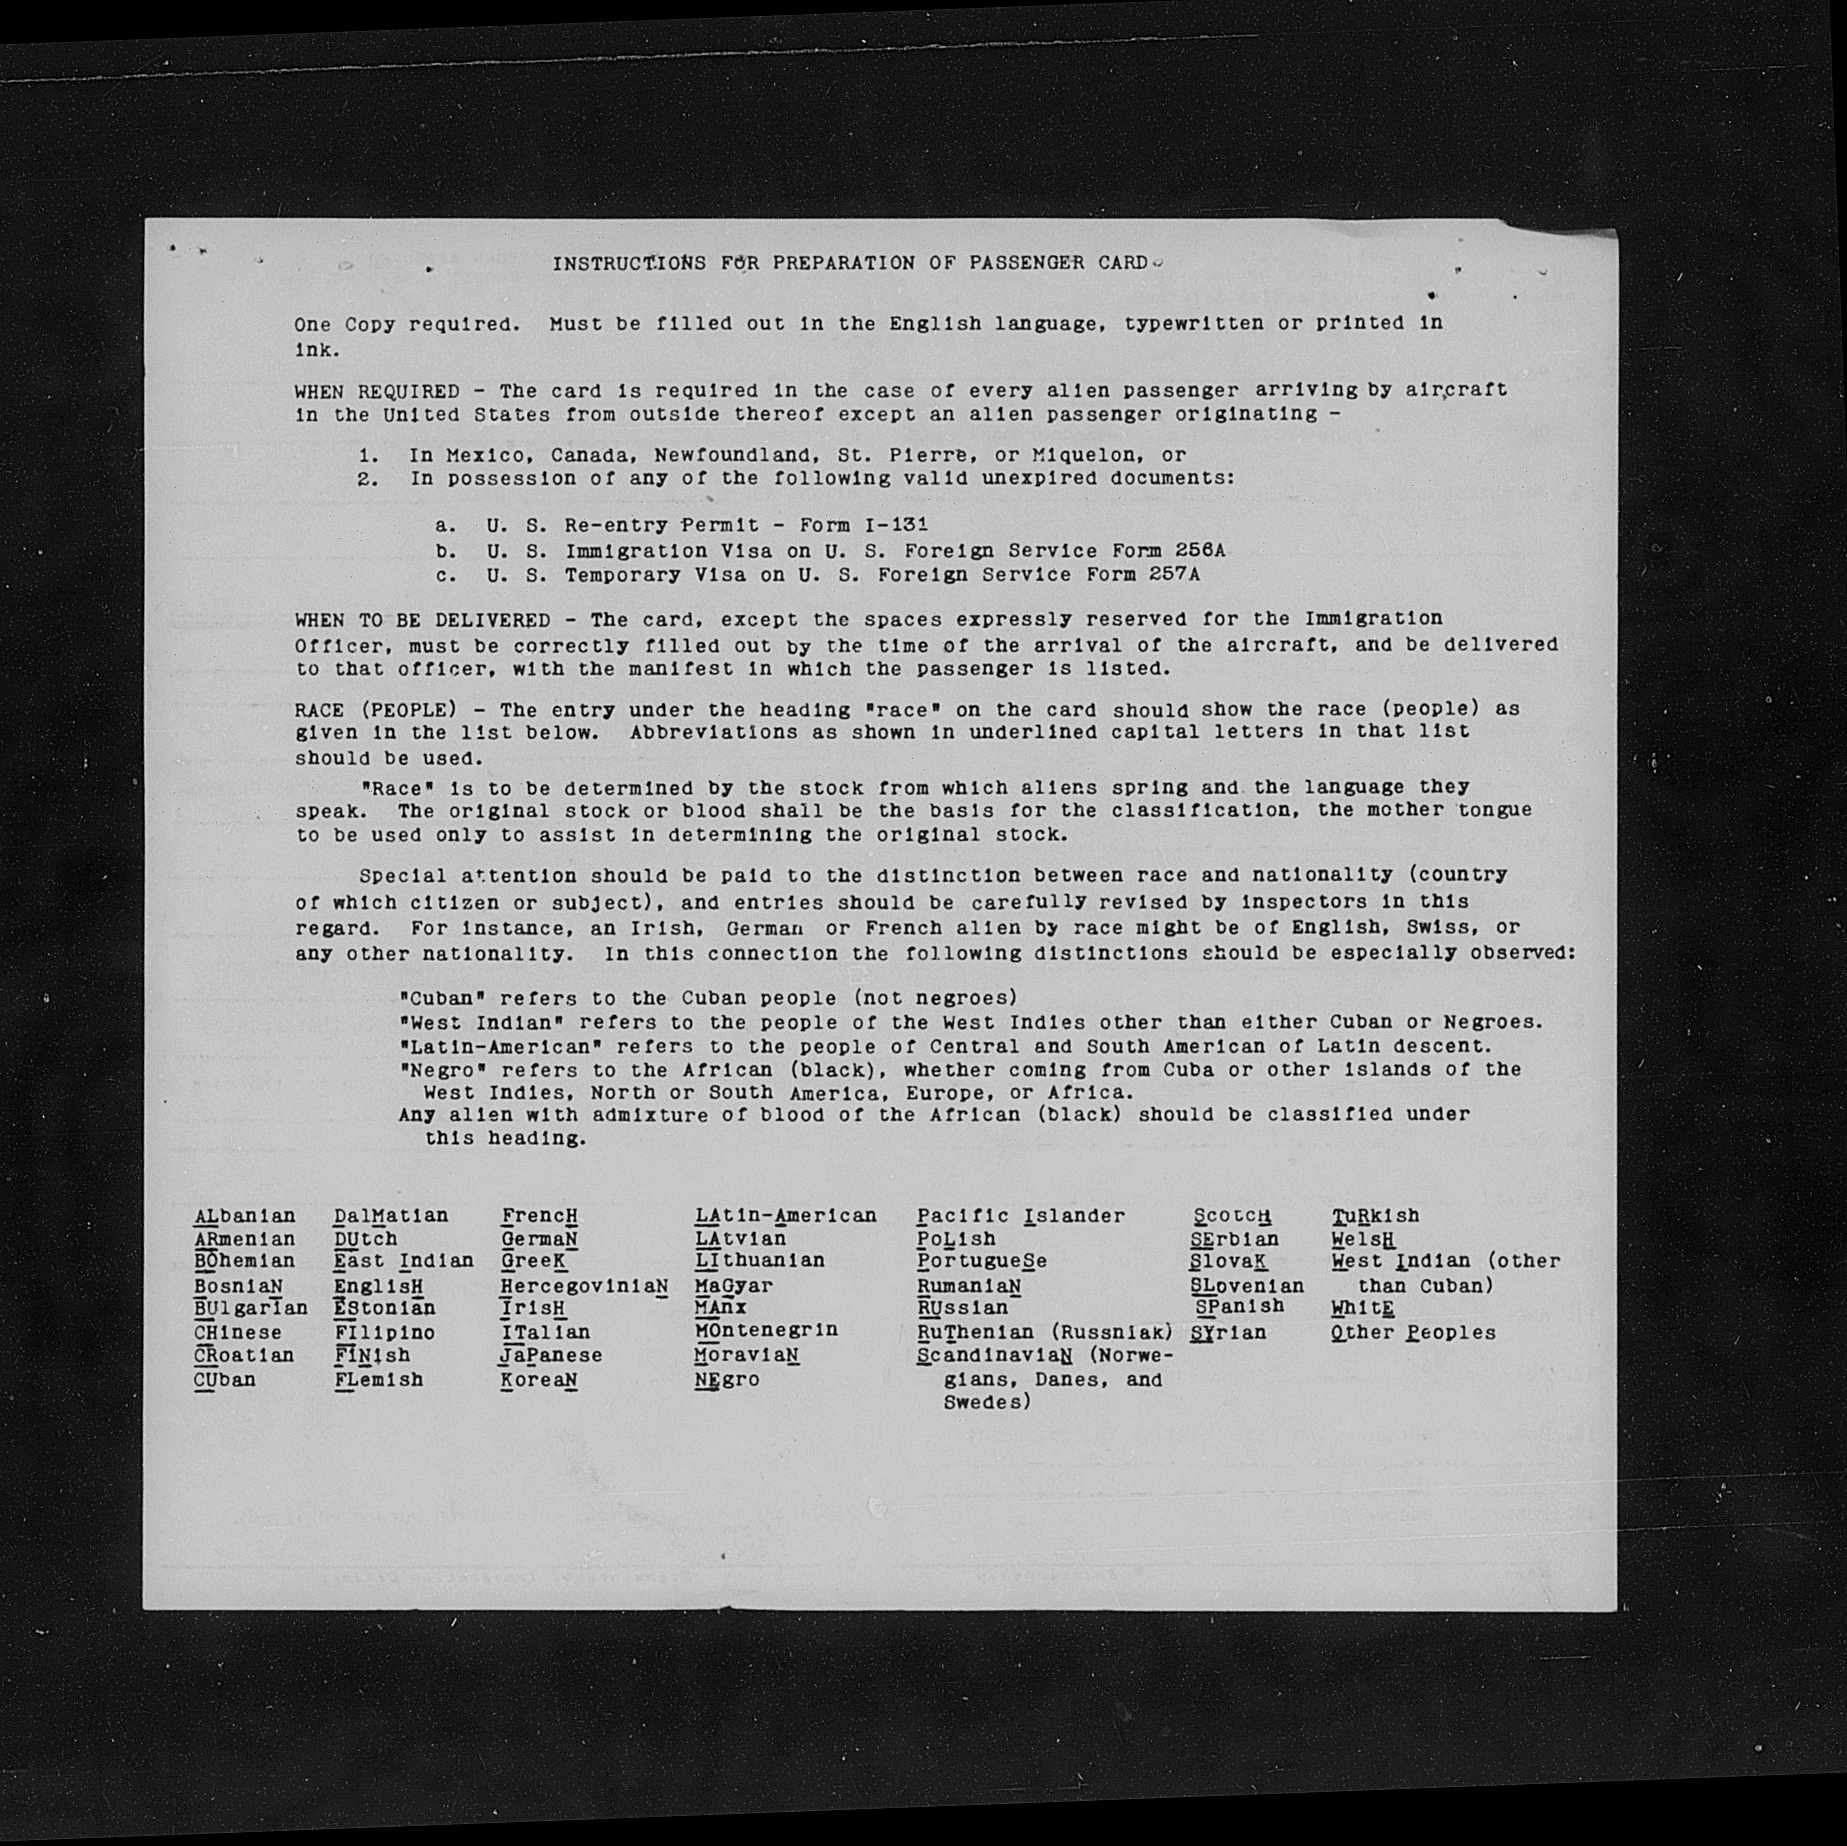 INSTRUCTIONS FOR PREPARATION OF PASSENGER CARD
One Copy required. Must be filled out in the English language, typewritten or printed in
ink.
WHEN REQUIRED - The card is required in the case of every alien passenger arriving by aircraft
in the United States from outside thereof except an alien passenger originating -
1. In Mexico, Canada, Newfoundland, St. Pierre, or Miquelon, or
2. In possession of any of the following valid unexpired documents:
a. U. S. Re-entry Permit - Form I-131
b. U. S. Immigration Visa on U. S. Foreign Service Form 256A
c. U. S. Temporary Visa on U. S. Foreign Service Form 257A
WHEN TO BE DELIVERED - The card, except the spaces expressly reserved for the Immigration
Officer, must be correctly filled out by the time of the arrival of the aircraft, and be delivered
to that officer, with the manifest in which the passenger is listed.
RACE (PEOPLE) - The entry under the heading "race" on the card should show the race (people) as
given in the list below. Abbreviations as shown in underlined capital letters in that list
should be used.
"Race" is to be determined by the stock from which aliens spring and the language they
speak. The original stock or blood shall be the basis for the classification, the mother tongue
to be used only to assist in determining the original stock.
Special attention should be paid to the distinction between race and nationality (country
of which citizen or subject), and entries should be carefully revised by inspectors in this
regard. For instance, an Irish, German or French alien by race might be of English, Swiss, or
any other nationality. In this connection the following distinctions should be especially observed:
"Cuban" refers to the Cuban people (not negroes)
"West Indian" refers to the people of the West Indies other than either Cuban or Negroes.
"Latin-American" refers to the people of Central and South American of Latin descent.
"Negro" refers to the African (black), whether coming from Cuba or other islands of the
West Indies, North or South America, Europe, or Africa.
Any alien with admixture of blood of the African (black) should be classified under
this heading.
ALbanian DalMatian FrencH LAtin-American Pacific Islander ScotcH TuRkish
ARmenian DUtch GermaN LAtvian PoLish SErbian WelsH
BOhemian East Indian GreeK LIthuanian PortugueSe SlovaK West Indian (other
BosniaN EnglisH HercegoviniaN MaGyar RumaniaN SLovenian than Cuban)
BUlgarian EStonian IrisH MAnx RUssian SPanish WhitE
CHinese FIlipino ITalian MOntenegrin RuThenian (Russniak) SYrian Other Peoples
CRoatian FiNish JaPanese MoraviaN ScandinaviaN (Norwe-
CUban FLemish KoreaN NEgro gians, Danes, and
Swedes)